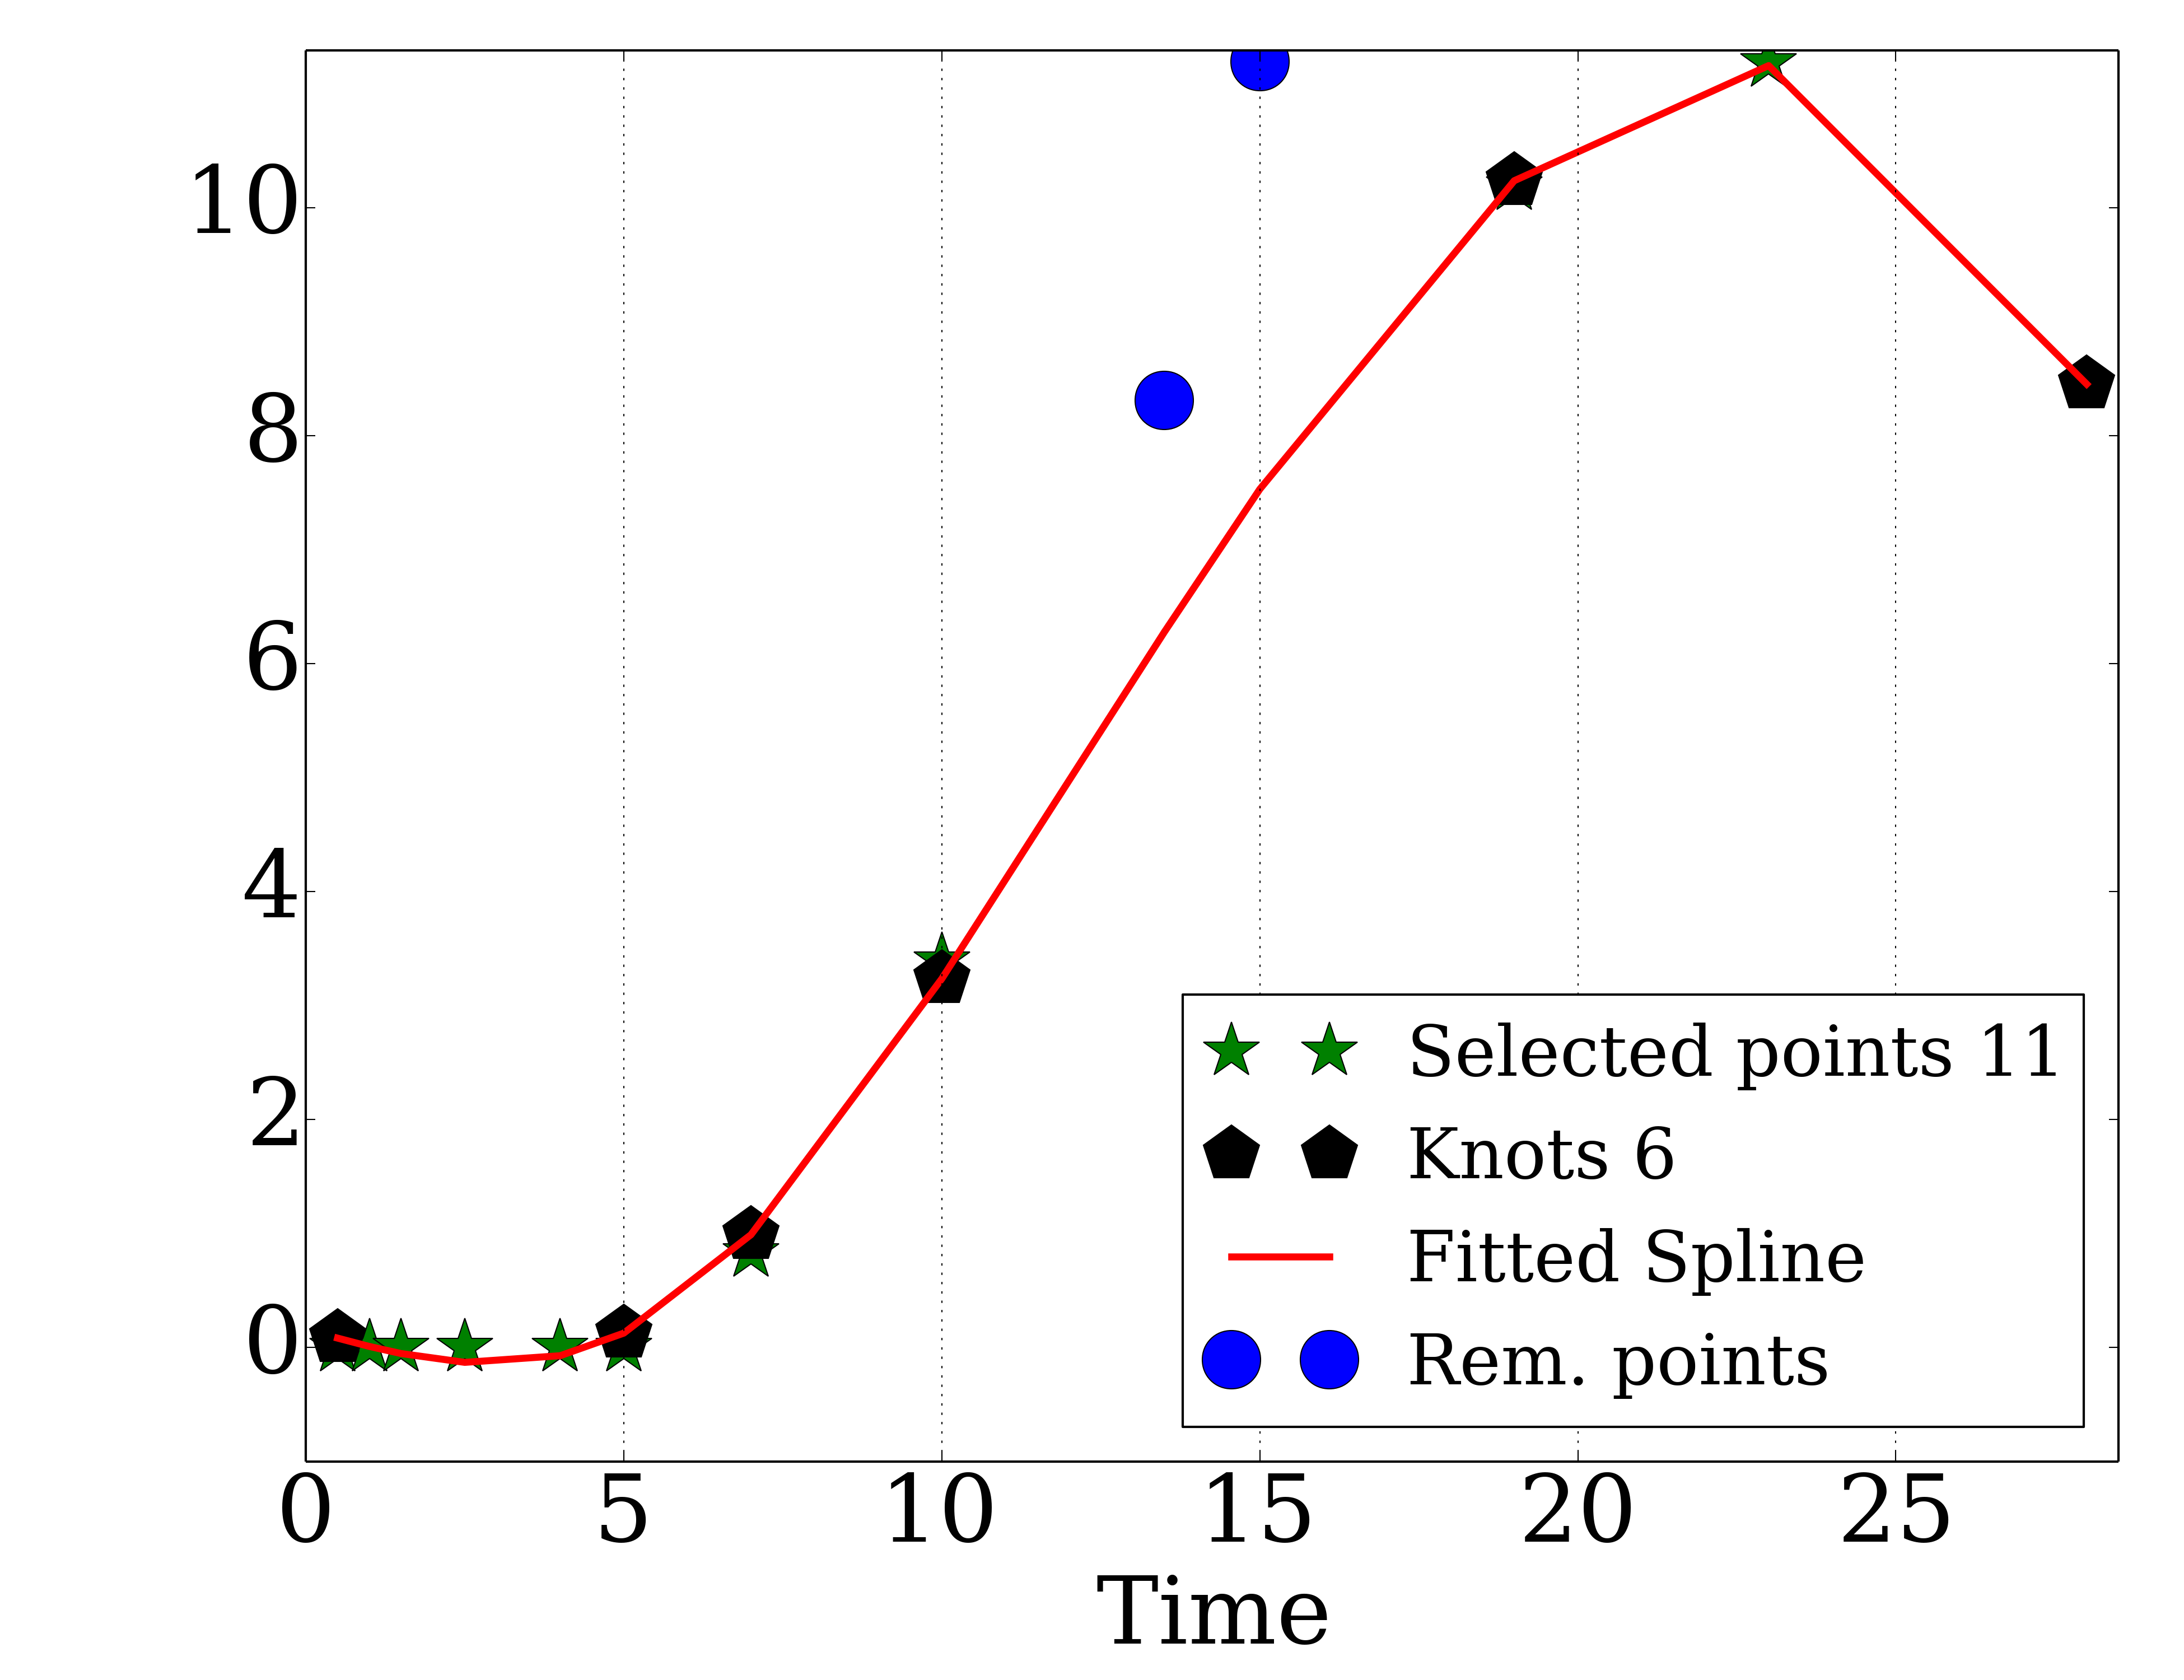 10
8
6
4
2
0
0 5 10 15 20 25
Time
Selected points 11
Knots 6
Fitted Spline
Rem. points